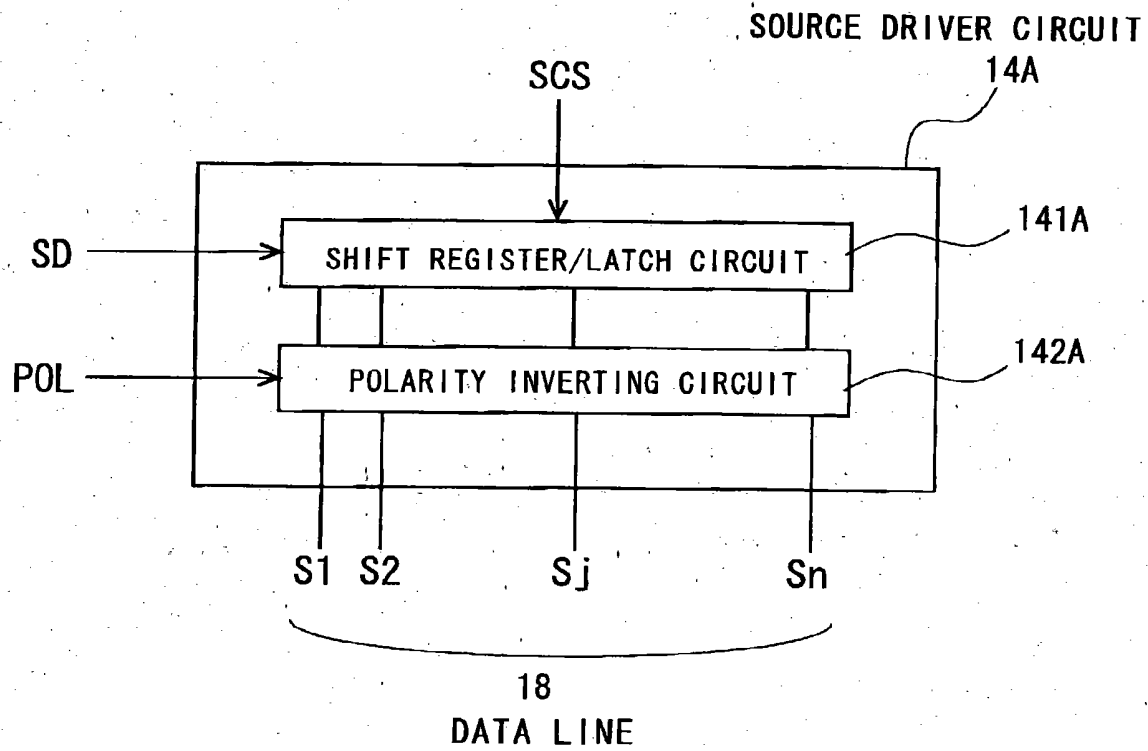 SOURCE DRIVER CIRCUIT
14A
SCS
141A
SD
SHIFT REGISTER/LATCH CIRCUIT
142A
POL
POLARITY INVERTING CIRCUIT
S1 S2 Sj Sn
18
DATA LINE